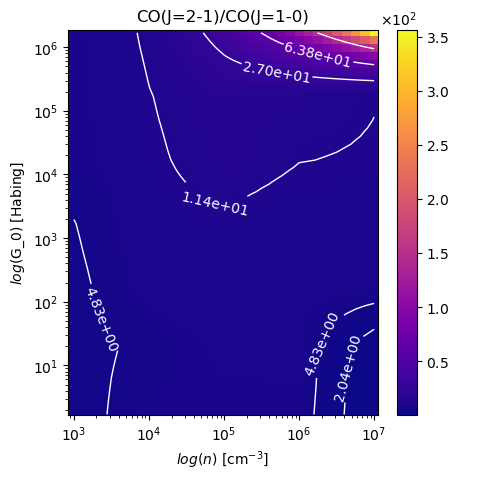 CO(J=2-1)/CO(J=1-0)
×10²
log(G_0) [Habing]
10⁶
10⁵
10⁴
10³
10²
10¹
6.38e+01
2.70e+01
1.14e+01
4.83e+00
4.83e+00
2.04e+00
3.5
3.0
2.5
2.0
1.5
1.0
0.5
10³ 10⁴ 10⁵ 10⁶ 10⁷
log(n) [cm⁻³]